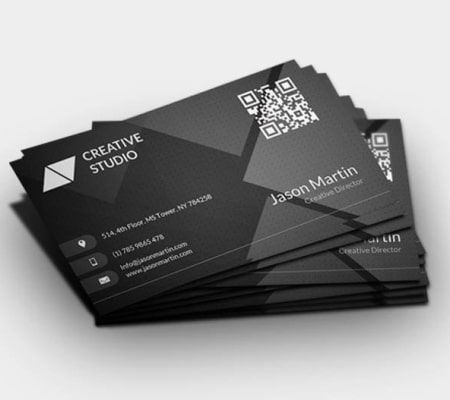 CREATIVE
STUDIO
Jason Martin
Creative Director
514, 4th Floor, MS Tower, NY 784258
(1) 785 9865 478
Info@jasonmartin.com
www.jasonmartin.com
Martin
Creative Director